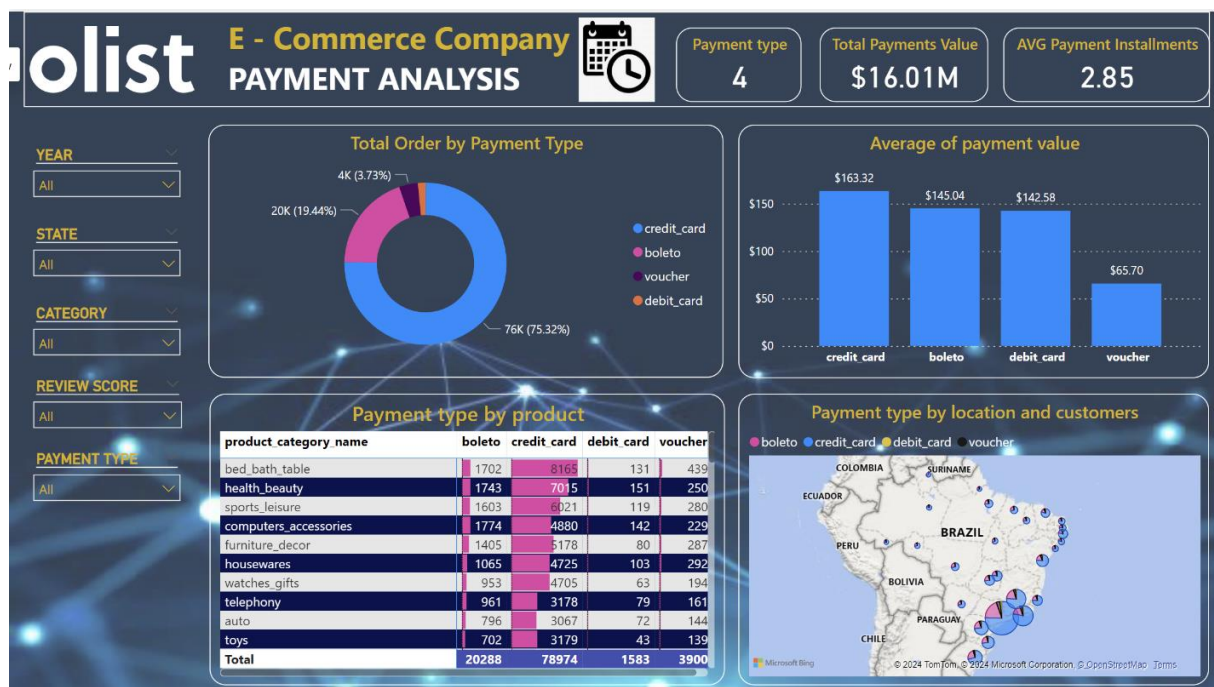 olist
E - Commerce Company
PAYMENT ANALYSIS
Payment type
4
Total Payments Value
$16.01M
AVG Payment Installments
2.85
YEAR
All
STATE
All
CATEGORY
All
REVIEW SCORE
All
PAYMENT TYPE
All
Total Order by Payment Type
4K (3.73%)
20K (19.44%)
76K (75.32%)
credit_card
boleto
voucher
debit_card
Average of payment value
$163.32
$145.04
$142.58
$65.70
$150
$100
$50
$0
credit_card boleto debit_card voucher
Payment type by product
product_category_name boleto credit_card debit_card voucher
bed_bath_table 1702 8165 131 439
health_beauty 1743 7015 151 250
sports_leisure 1603 6021 119 280
computers_accessories 1774 4880 142 229
furniture_decor 1405 5178 80 287
housewares 1065 4725 103 292
watches_gifts 953 4705 63 194
telephony 961 3178 79 161
auto 796 3067 72 144
toys 702 3179 43 139
Total 20288 78974 1583 3900
Payment type by location and customers
boleto credit_card debit_card voucher
COLOMBIA
SURINAME
ECUADOR
BRAZIL
PERU
BOLIVIA
PARAGUAY
CHILE
Microsoft Bing
© 2024 TomTom, © 2024 Microsoft Corporation, © OpenStreetMap Terms